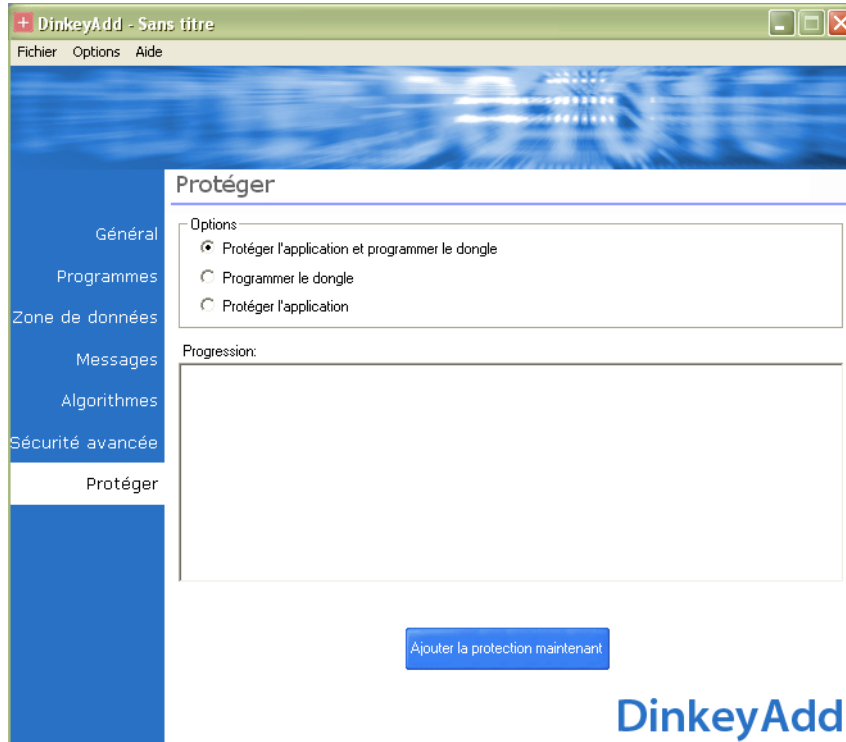 DinkeyAdd - Sans titre
Fichier Options Aide
Protéger
Général
Programmes
Zone de données
Messages
Algorithmes
Sécurité avancée
Protéger
Options
Protéger l'application et programmer le dongle
Programmer le dongle
Protéger l'application
Progression:
Ajouter la protection maintenant
DinkeyAdd